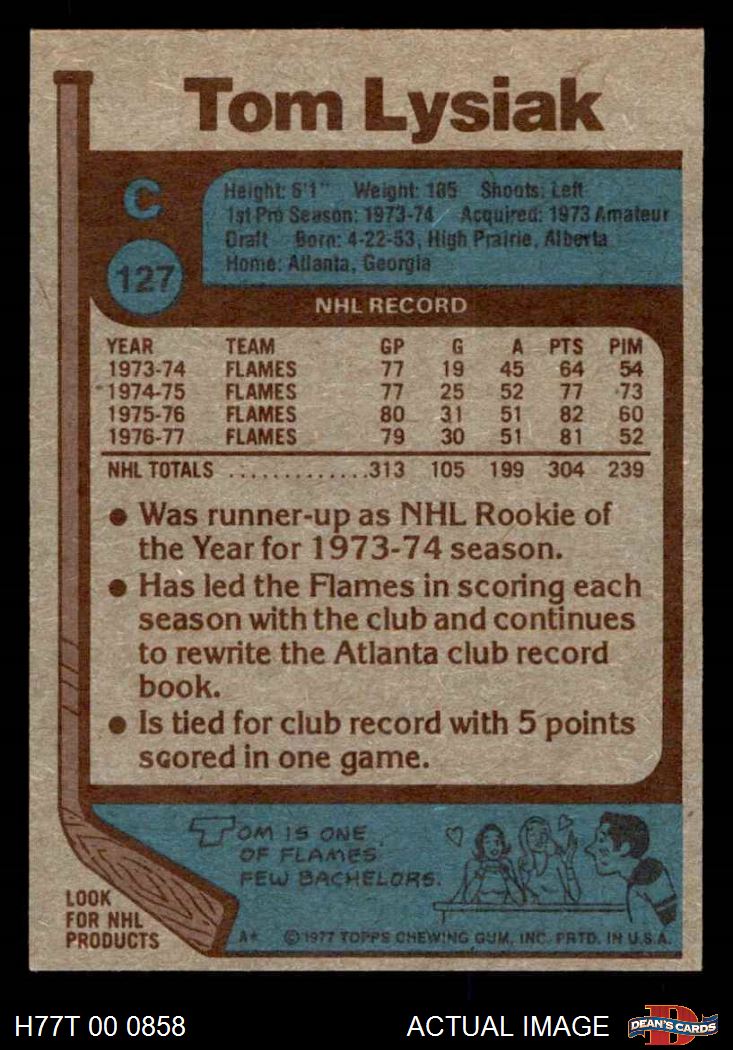 Tom Lysiak
C
127
Height: 6'1" Weight: 185 Shoots: Left
1st Pro Season: 1973-74 Acquired: 1973 Amateur
Draft Born: 4-22-53, High Prairie, Alberta
Home: Atlanta, Georgia
NHL RECORD
YEAR TEAM GP G A PTS PIM
1973-74 FLAMES 77 19 45 64 54
1974-75 FLAMES 77 25 52 77 73
1975-76 FLAMES 80 31 51 82 60
1976-77 FLAMES 79 30 51 81 52
NHL TOTALS .............313 105 199 304 239
• Was runner-up as NHL Rookie of
the Year for 1973-74 season.
• Has led the Flames in scoring each
season with the club and continues
to rewrite the Atlanta club record
book.
• Is tied for club record with 5 points
scored in one game.
TOM IS ONE
OF FLAMES
FEW BACHELORS.
LOOK
FOR NHL
PRODUCTS
A* © 1977 TOPPS CHEWING GUM, INC. PRTD. IN U.S.A.
H77T 00 0858 ACTUAL IMAGE
D
DEAN'S CARDS